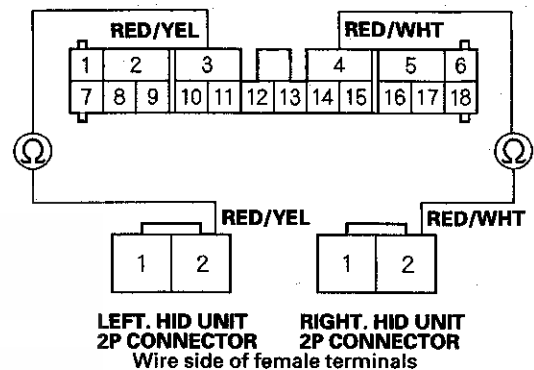 RED/YEL RED/WHT
1 2 3 4 5 6
7 8 9 10 11 12 13 14 15 16 17 18
Ω Ω
RED/YEL RED/WHT
1 2 1 2
LEFT. HID UNIT RIGHT. HID UNIT
2P CONNECTOR 2P CONNECTOR
Wire side of female terminals